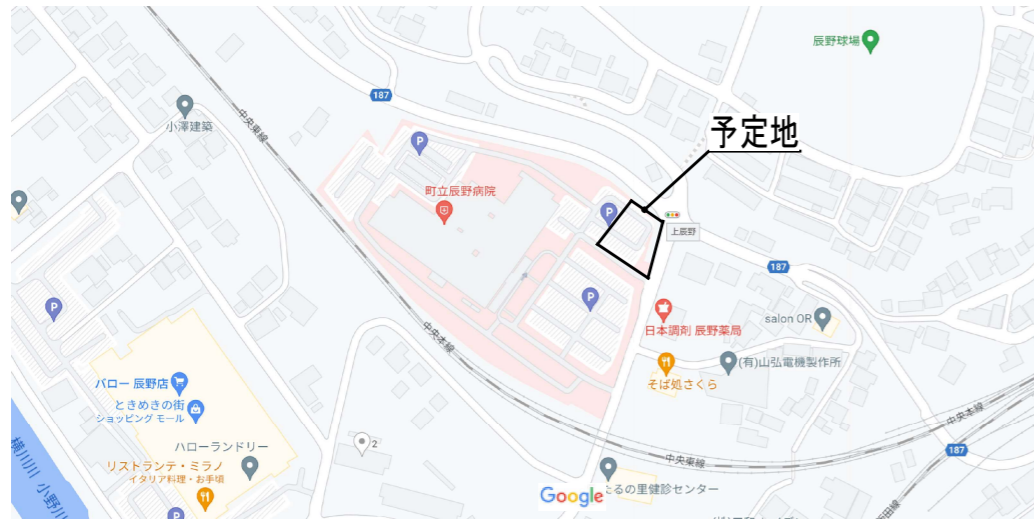 辰野球場
187
予定地
小澤建築
中央東線
P
町立辰野病院
P
上辰野
187
P
P
日本調剤 辰野薬局
salon OR
(有)山弘電機製作所
中央本線
そば処さくら
バロー 辰野店
ときめきの街
ショッピング モール
中央本線
2
ハローランドリー
187
リストランテ・ミラノ
イタリア料理・お手頃
中央東線
たるの里健診センター
Google
横川川
小野川
P